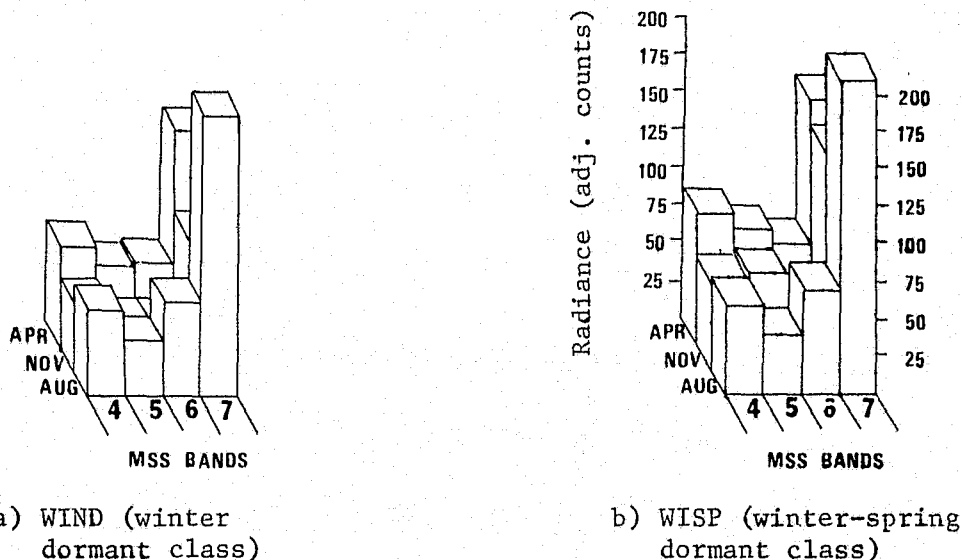 APR
NOV
AUG
4 5 6 7
MSS BANDS
a) WIND (winter
dormant class)
Radiance (adj. counts)
200
175
150
125
100
75
50
25
200
175
150
125
100
75
50
25
APR
NOV
AUG
4 5 6 7
MSS BANDS
b) WISP (winter-spring
dormant class)